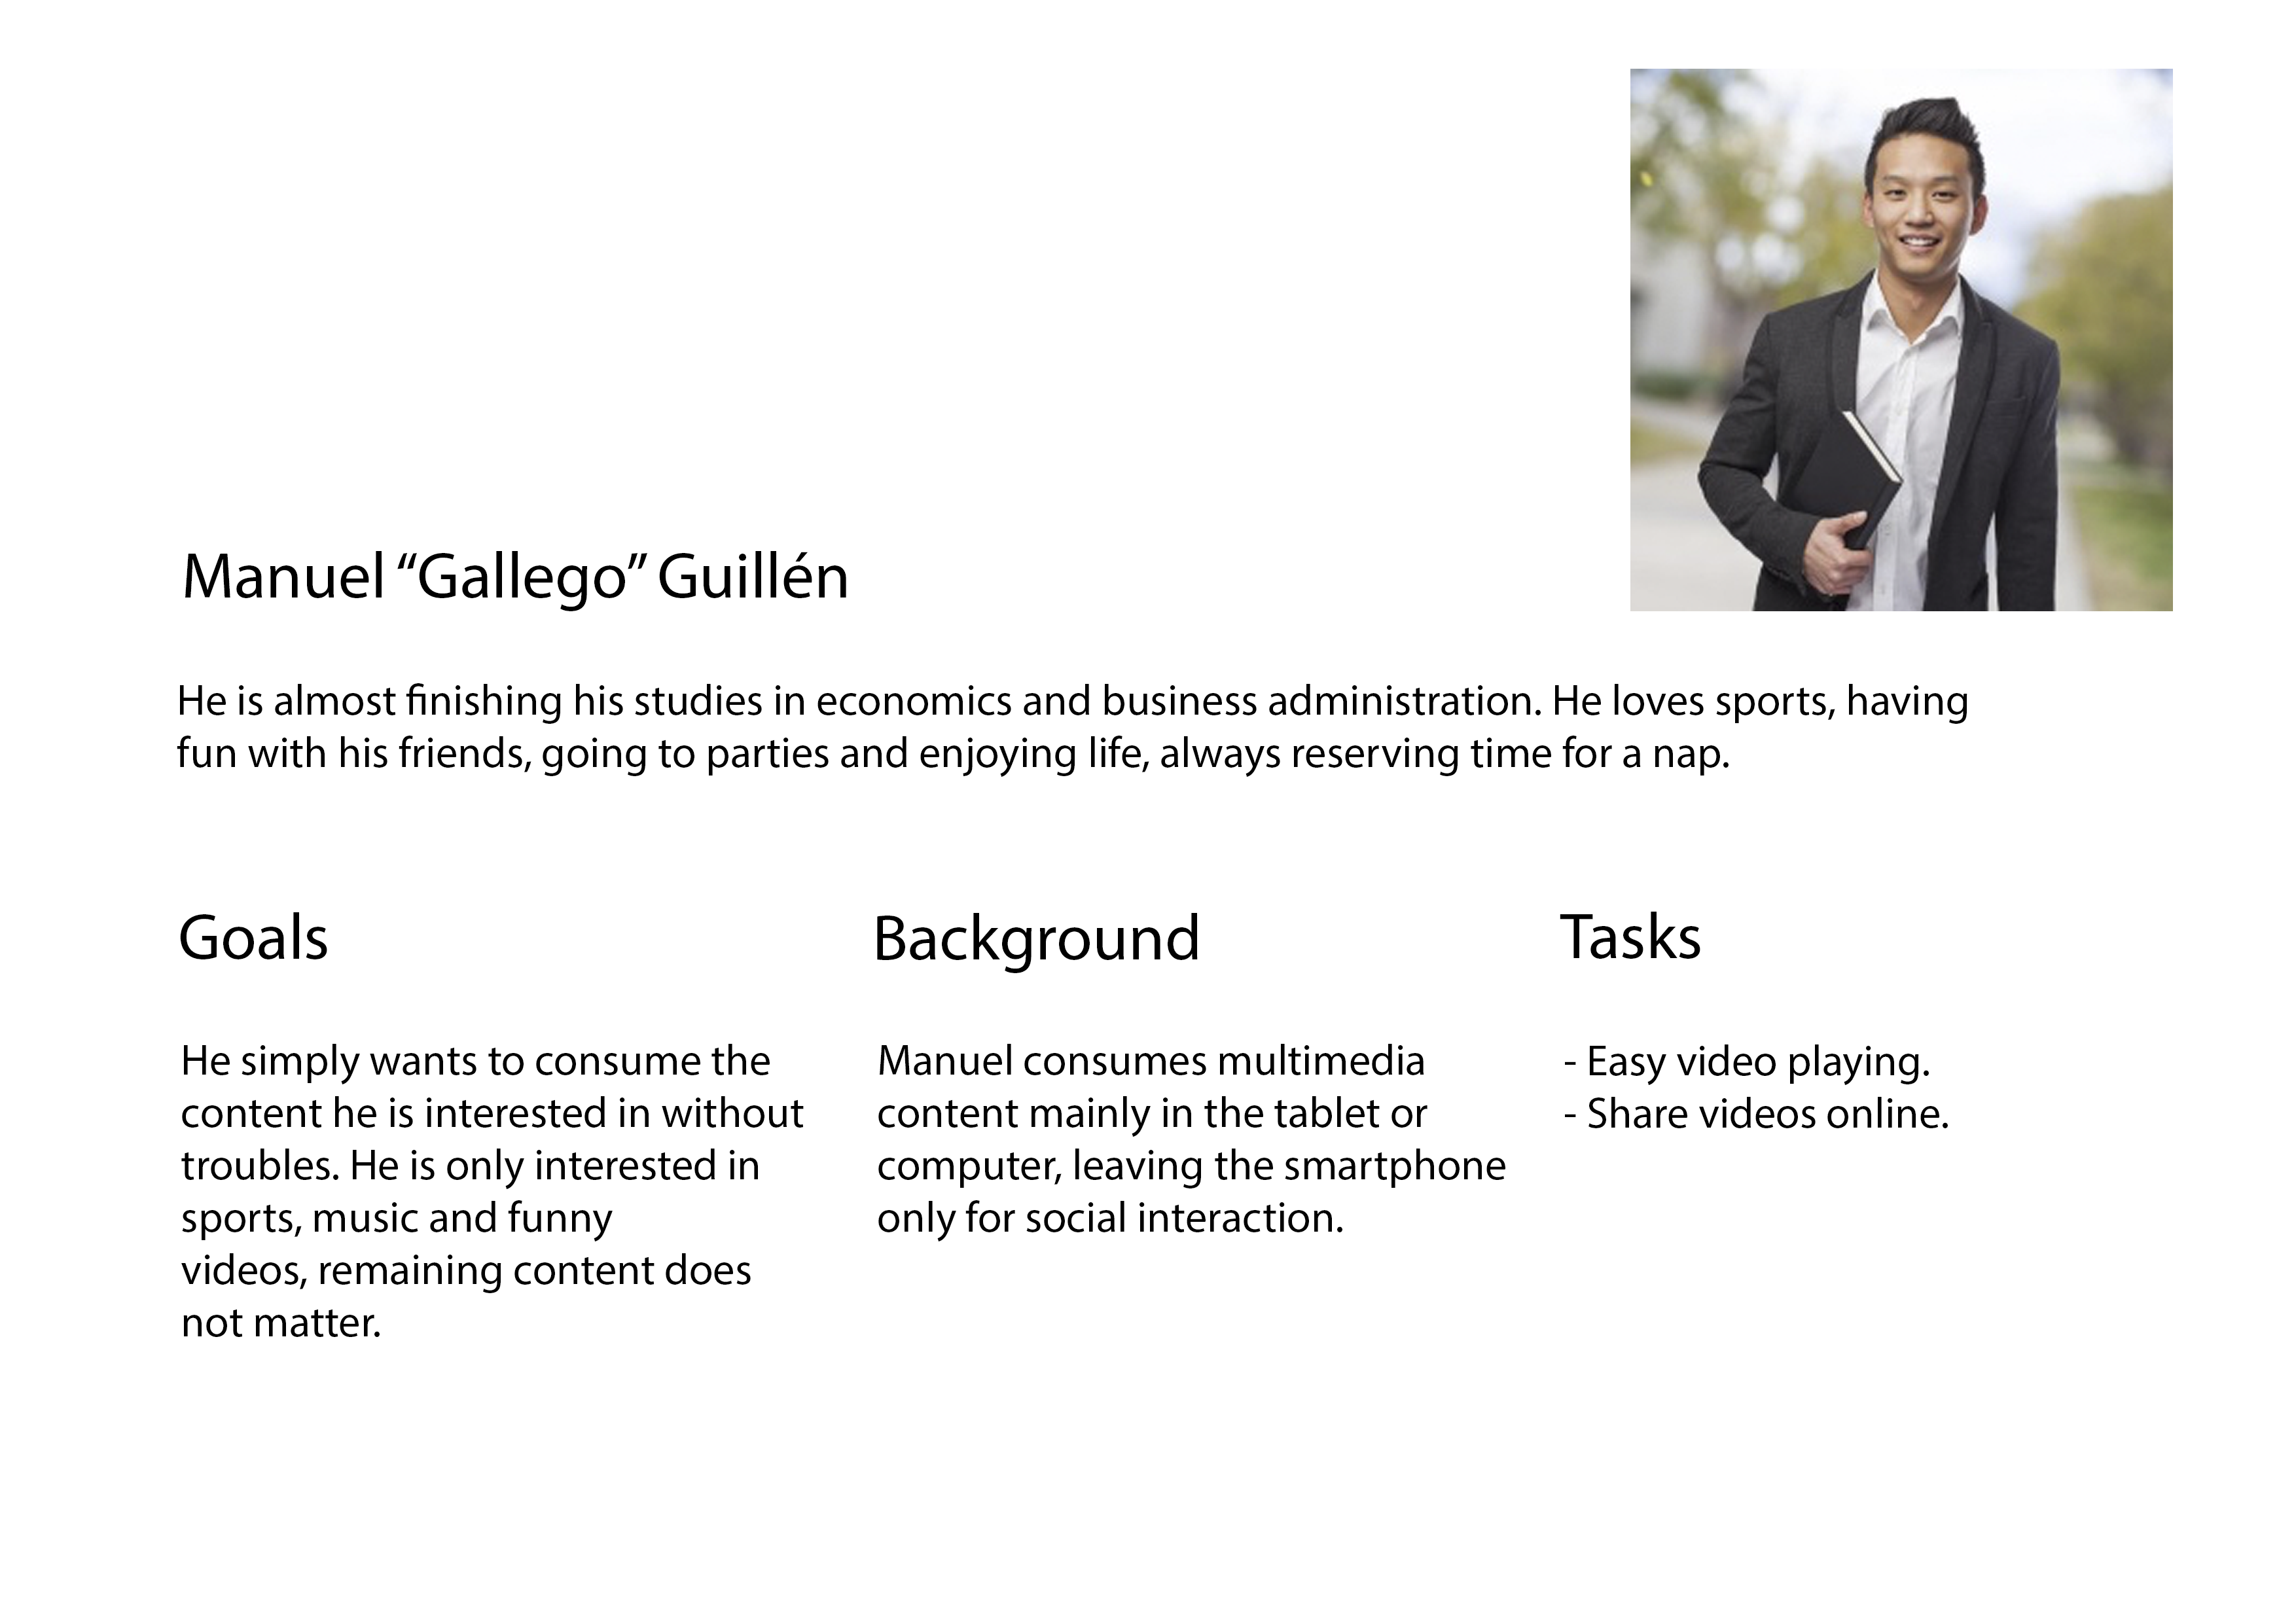 Manuel “Gallego” Guillén
He is almost finishing his studies in economics and business administration. He loves sports, having
fun with his friends, going to parties and enjoying life, always reserving time for a nap.
Goals
He simply wants to consume the
content he is interested in without
troubles. He is only interested in
sports, music and funny
videos, remaining content does
not matter.
Background
Manuel consumes multimedia
content mainly in the tablet or
computer, leaving the smartphone
only for social interaction.
Tasks
- Easy video playing.
- Share videos online.